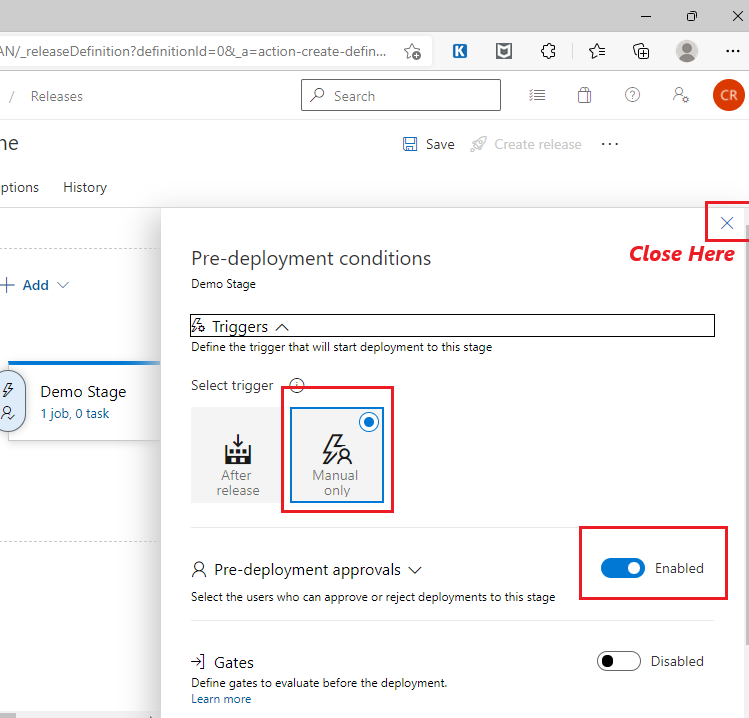 AN/_releaseDefinition?definitionId=0&_a=action-create-defin...
/ Releases
Search
CR
ne
Save
Create release
...
ptions
History
Close Here
Pre-deployment conditions
Demo Stage
+ Add
Triggers
Define the trigger that will start deployment to this stage
Select trigger
Demo Stage
1 job, 0 task
After
release
Manual
only
Pre-deployment approvals
Enabled
Select the users who can approve or reject deployments to this stage
Gates
Disabled
Define gates to evaluate before the deployment.
Learn more